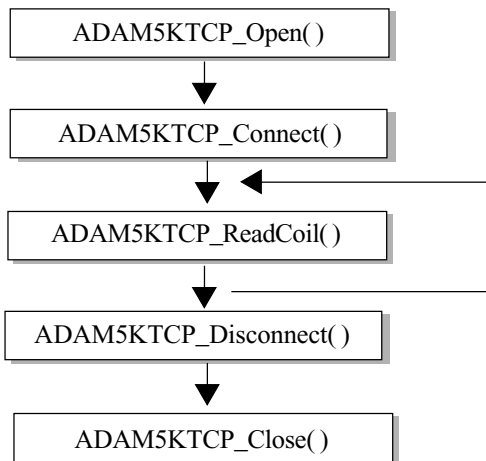 ADAM5KTCP_Open( )
ADAM5KTCP_Connect( )
ADAM5KTCP_ReadCoil( )
ADAM5KTCP_Disconnect( )
ADAM5KTCP_Close( )